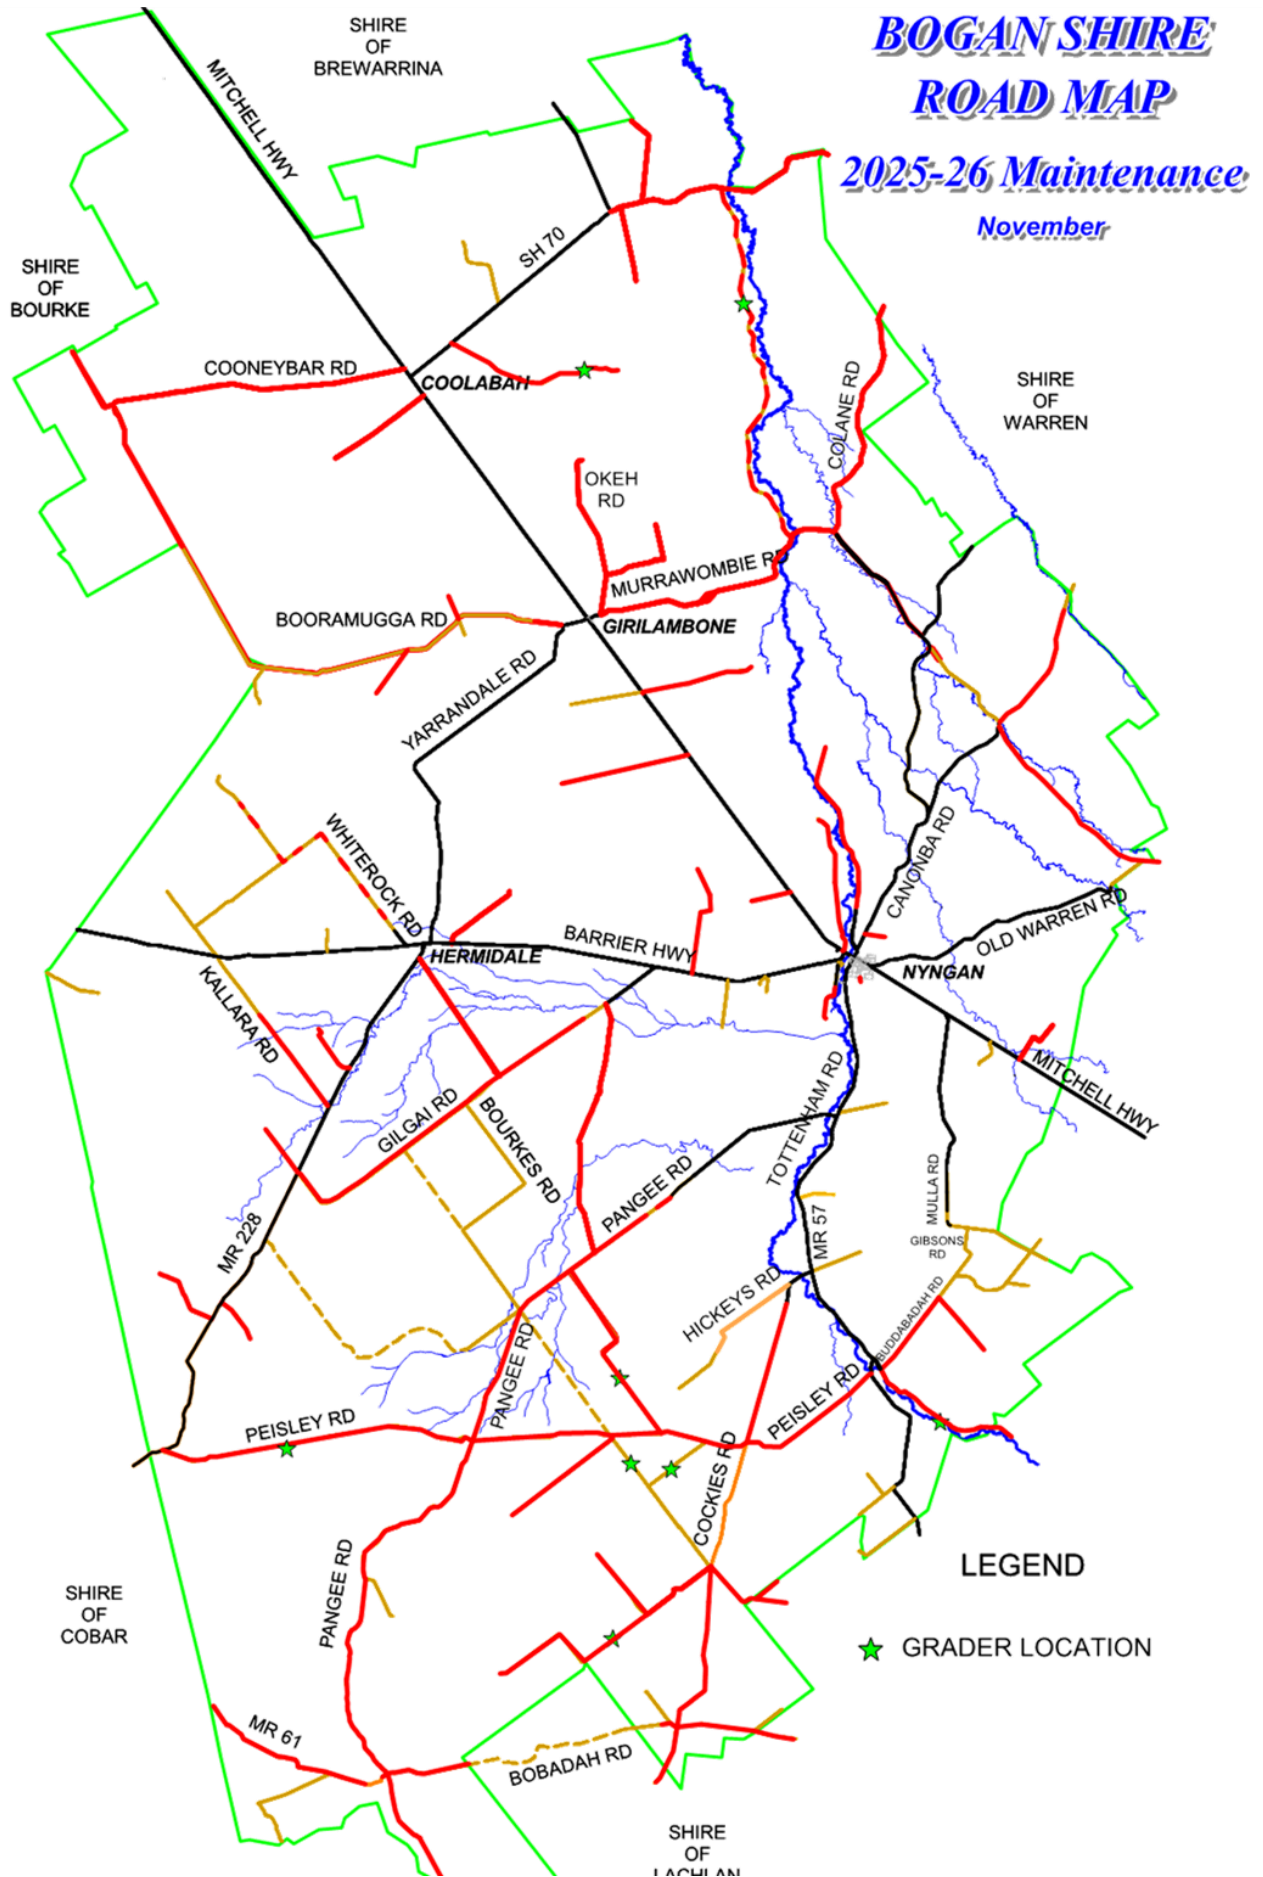 BOGAN SHIRE
ROAD MAP
2025-26 Maintenance
November
SHIRE
OF
BREWARRINA
MITCHELL HWY
SH 70
SHIRE
OF
BOURKE
COONEYBAR RD
COOLABAH
SHIRE
OF
WARREN
COLANE RD
OKEH
RD
MURRAWOMBIE RD
BOORAMUGGA RD
GIRILAMBONE
YARRANDALE RD
WHITEROCK RD
CANONBA RD
OLD WARREN RD
BARRIER HWY
HERMIDALE
NYNGAN
KALLARA RD
MITCHELL HWY
TOTTENHAM RD
GILGAI RD
BOURKES RD
PANGEE RD
MULLA RD
MR 228
MR 57
GIBSONS
RD
HICKEYS RD
BUDDABADAH RD
PANGEE RD
PEISLEY RD
PEISLEY RD
COCKIES RD
PANGEE RD
LEGEND
SHIRE
OF
COBAR
GRADER LOCATION
MR 61
BOBADAH RD
SHIRE
OF
LACHLAN